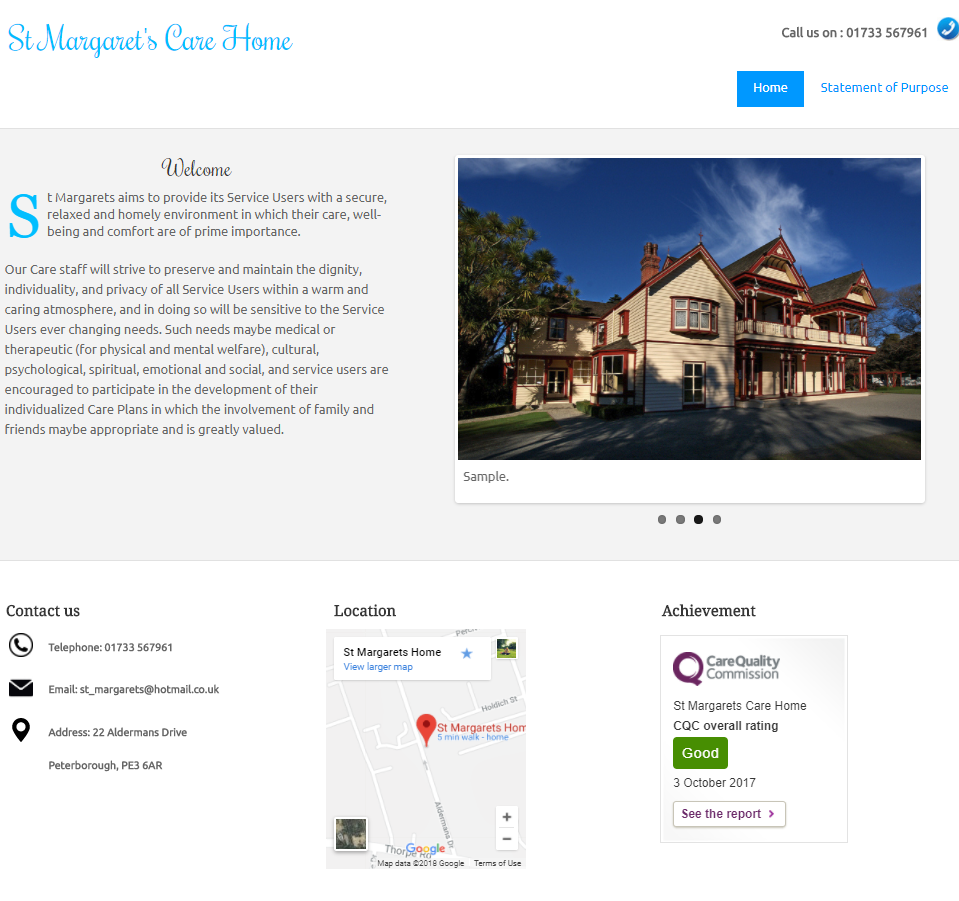 St Margaret's Care Home
Call us on : 01733 567961
Home
Statement of Purpose
Welcome
St Margarets aims to provide its Service Users with a secure,
relaxed and homely environment in which their care, well-
being and comfort are of prime importance.
Our Care staff will strive to preserve and maintain the dignity,
individuality, and privacy of all Service Users within a warm and
caring atmosphere, and in doing so will be sensitive to the Service
Users ever changing needs. Such needs maybe medical or
therapeutic (for physical and mental welfare), cultural,
psychological, spiritual, emotional and social, and service users are
encouraged to participate in the development of their
individualized Care Plans in which the involvement of family and
friends maybe appropriate and is greatly valued.
Sample.
Contact us
Telephone: 01733 567961
Email: st_margarets@hotmail.co.uk
Address: 22 Aldermans Drive
Peterborough, PE3 6AR
Location
St Margarets Home
View larger map
Holdich St
St Margarets Hom
5 min walk - home
Aldermans Dr
Thorpe Rd
Google
Map data ©2018 Google
Terms of Use
Achievement
CareQuality
Commission
St Margarets Care Home
CQC overall rating
Good
3 October 2017
See the report